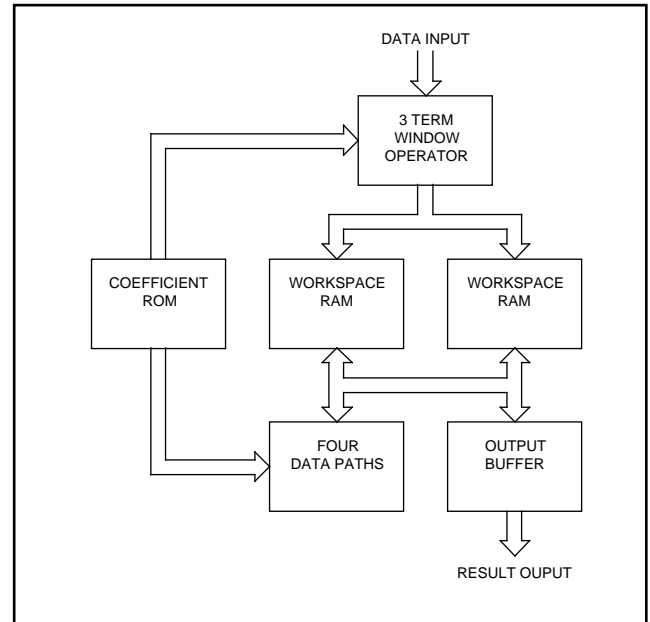 DATA INPUT
3 TERM
WINDOW
OPERATOR
COEFFICIENT
ROM
WORKSPACE
RAM
WORKSPACE
RAM
FOUR
DATA PATHS
OUTPUT
BUFFER
RESULT OUPUT